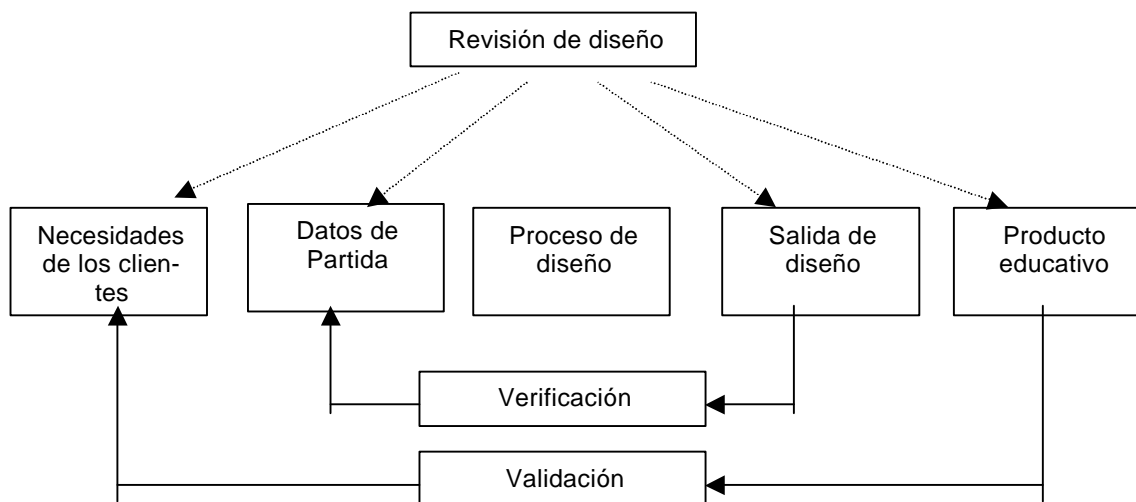 Revisión de diseño
Necesidades
de los clien-
tes
Datos de
Partida
Proceso de
diseño
Salida de
diseño
Producto
educativo
Verificación
Validación